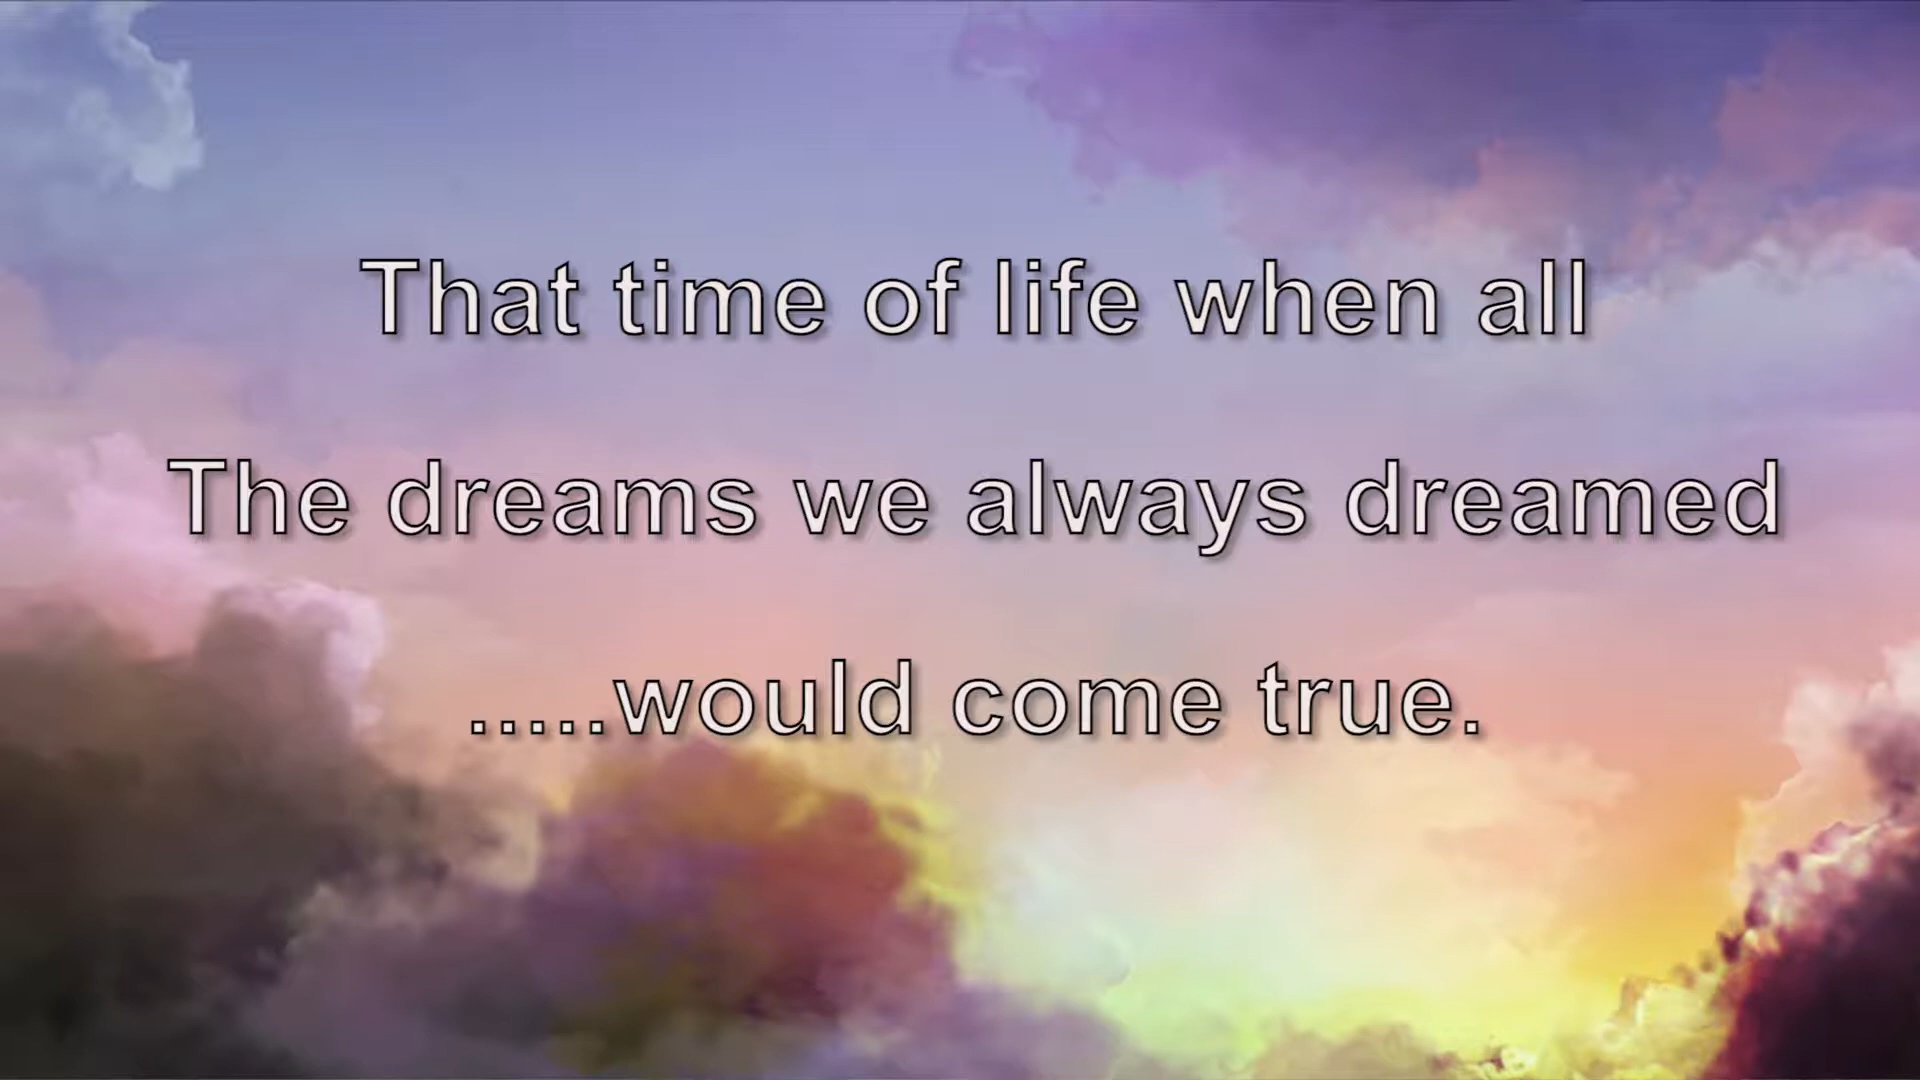 That time of life when all
The dreams we always dreamed
.....would come true.